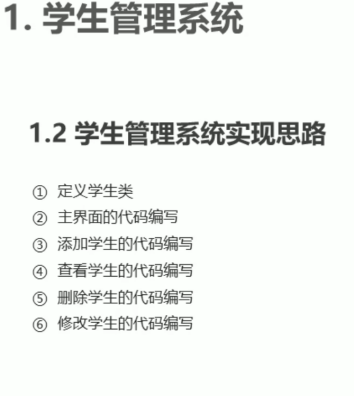 1. 学生管理系统
1.2 学生管理系统实现思路
① 定义学生类
② 主界面的代码编写
③ 添加学生的代码编写
④ 查看学生的代码编写
⑤ 删除学生的代码编写
⑥ 修改学生的代码编写